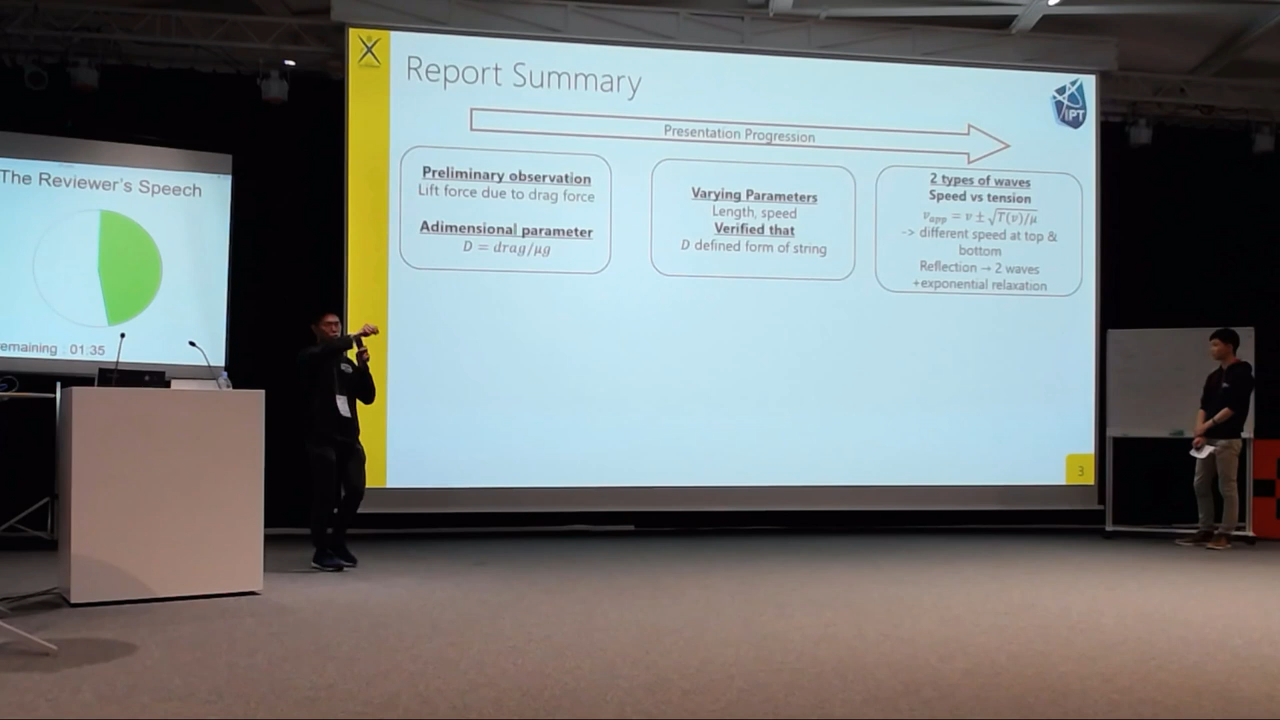 The Reviewer's Speech
emaining : 01:35
Report Summary
IPT
Presentation Progression
Preliminary observation
Lift force due to drag force
Adimensional parameter
D = drag/μg
Varying Parameters
Length, speed
Verified that
D defined form of string
2 types of waves
Speed vs tension
v_app = v ± √T(v)/μ
-> different speed at top &
bottom
Reflection → 2 waves
+exponential relaxation
3